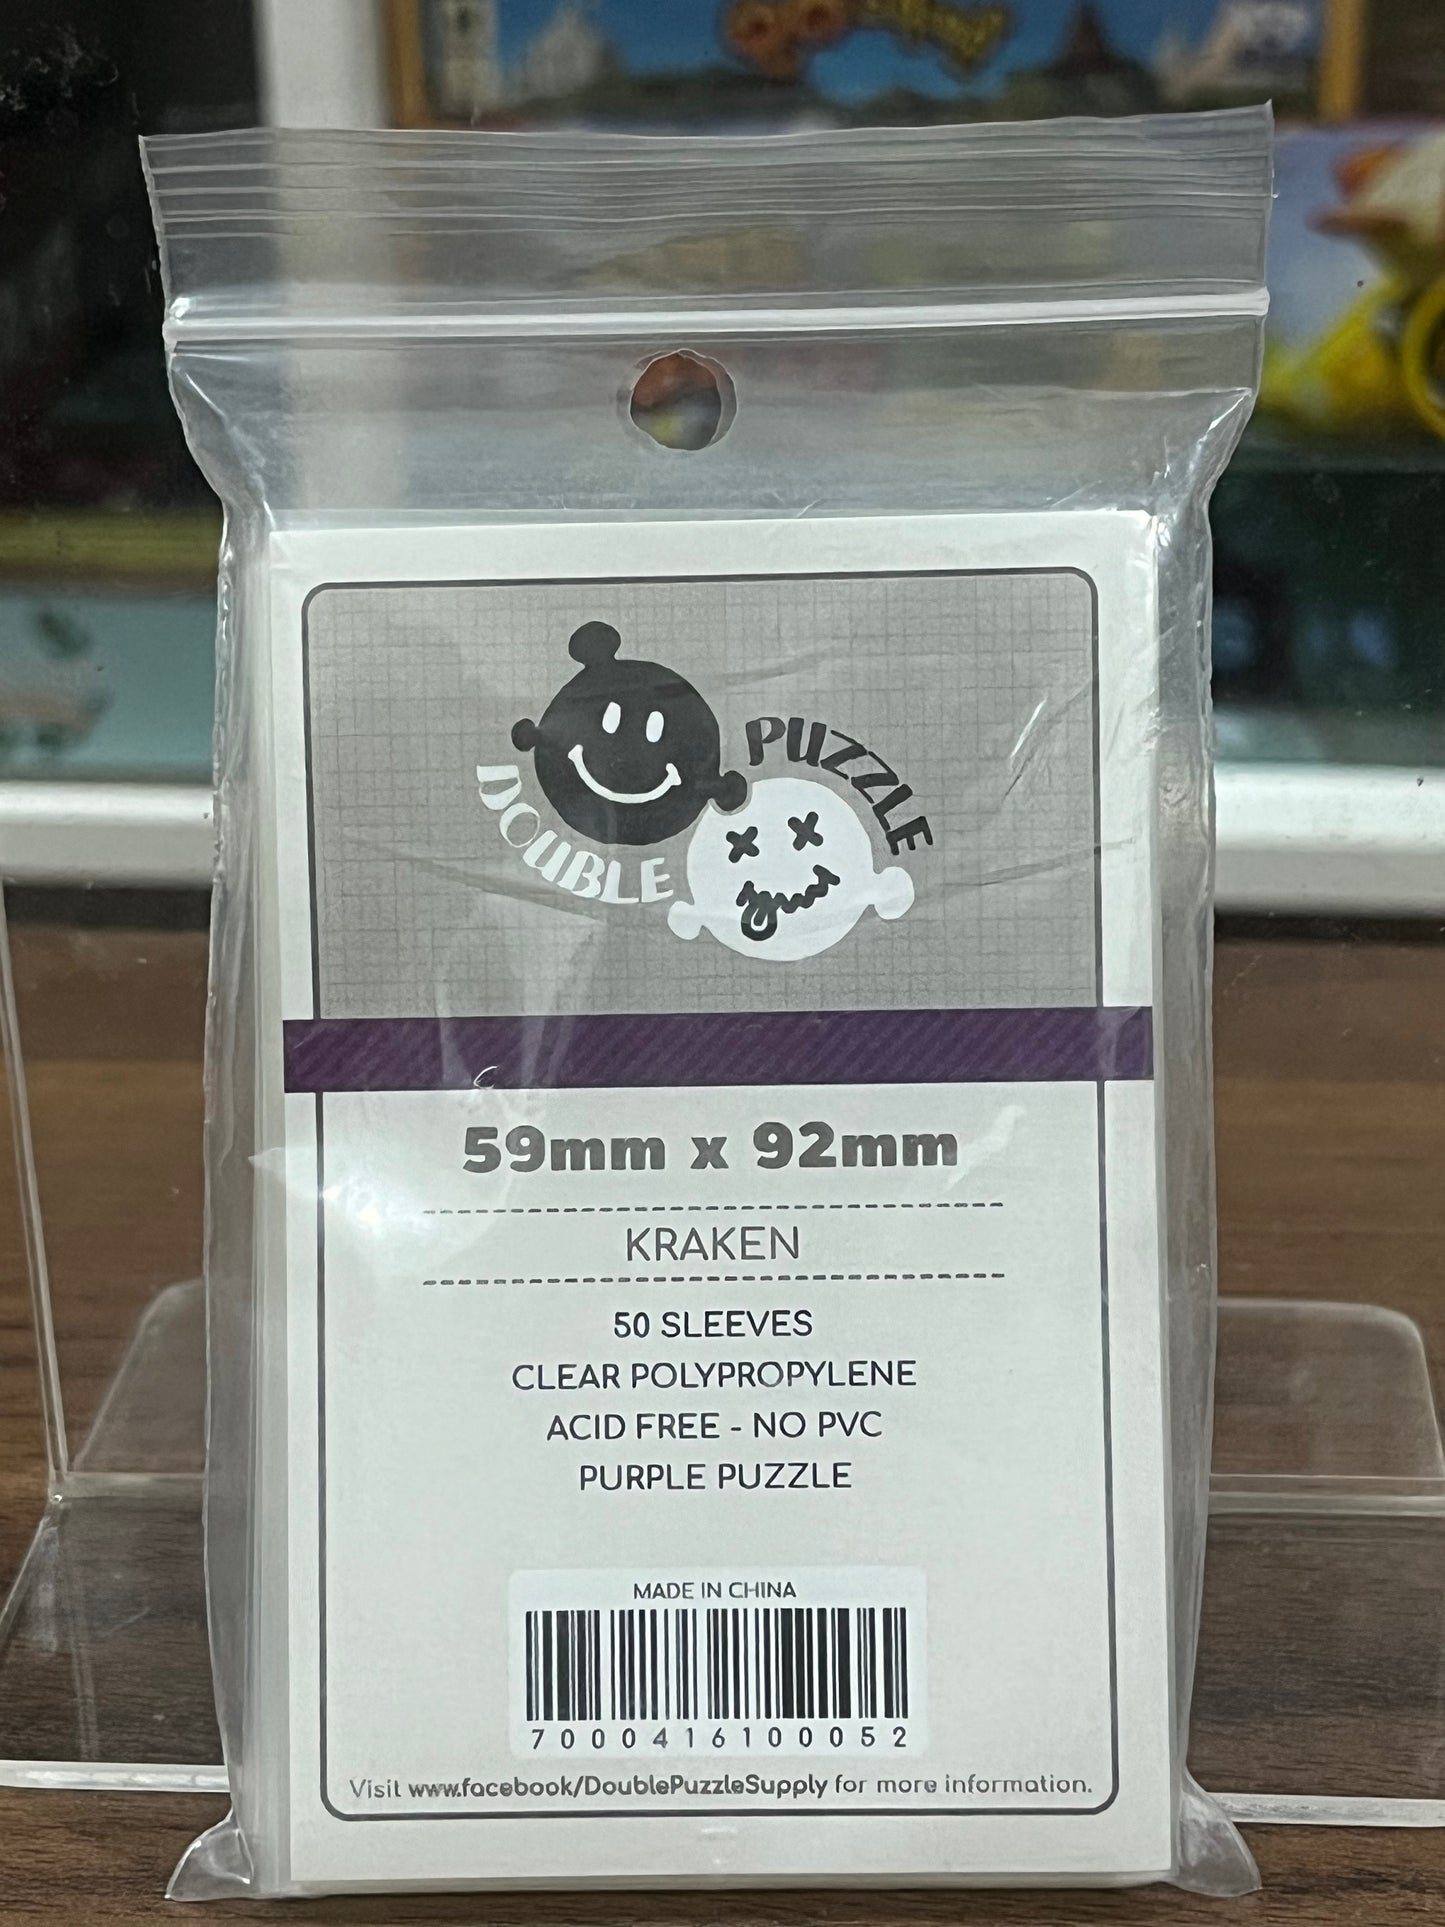 DOUBLE
PUZZLE
59mm x 92mm
KRAKEN
50 SLEEVES
CLEAR POLYPROPYLENE
ACID FREE - NO PVC
PURPLE PUZZLE
MADE IN CHINA
7000416100052
Visit www.facebook/DoublePuzzleSupply for more information.